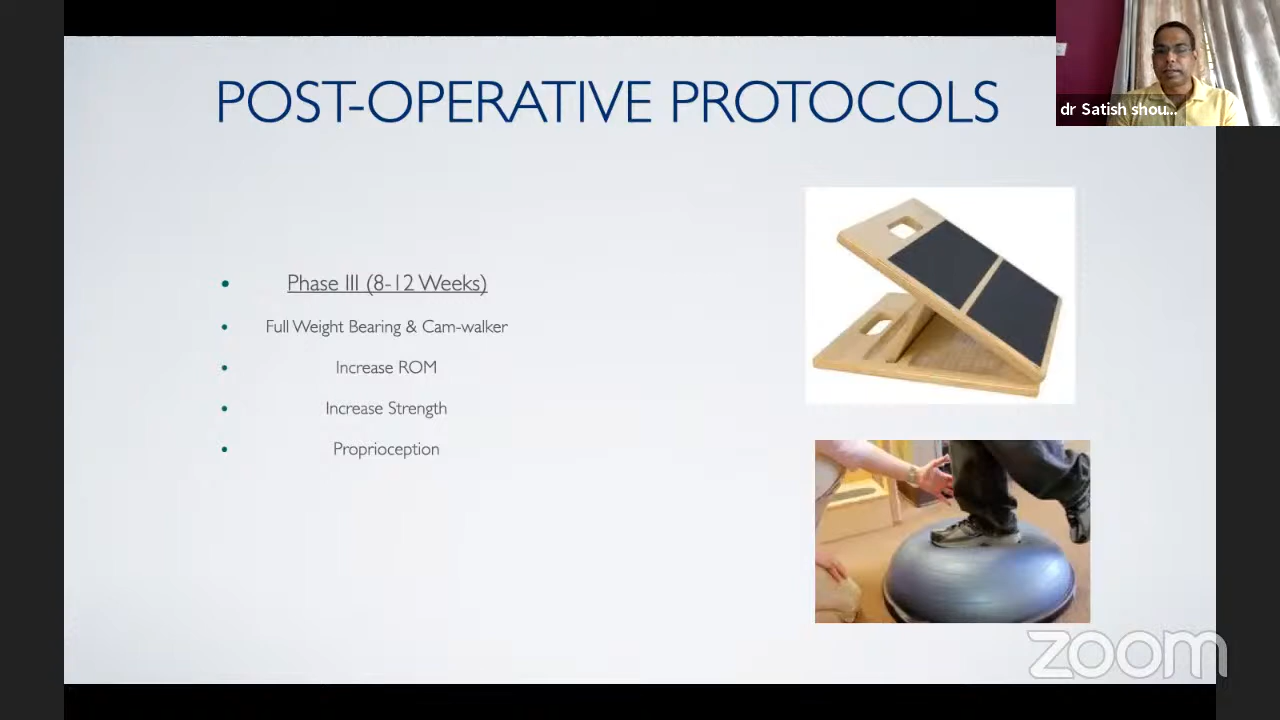 POST-OPERATIVE PROTOCOLS
dr Satish shou...
Phase III (8-12 Weeks)
Full Weight Bearing & Cam-walker
Increase ROM
Increase Strength
Proprioception
zoom